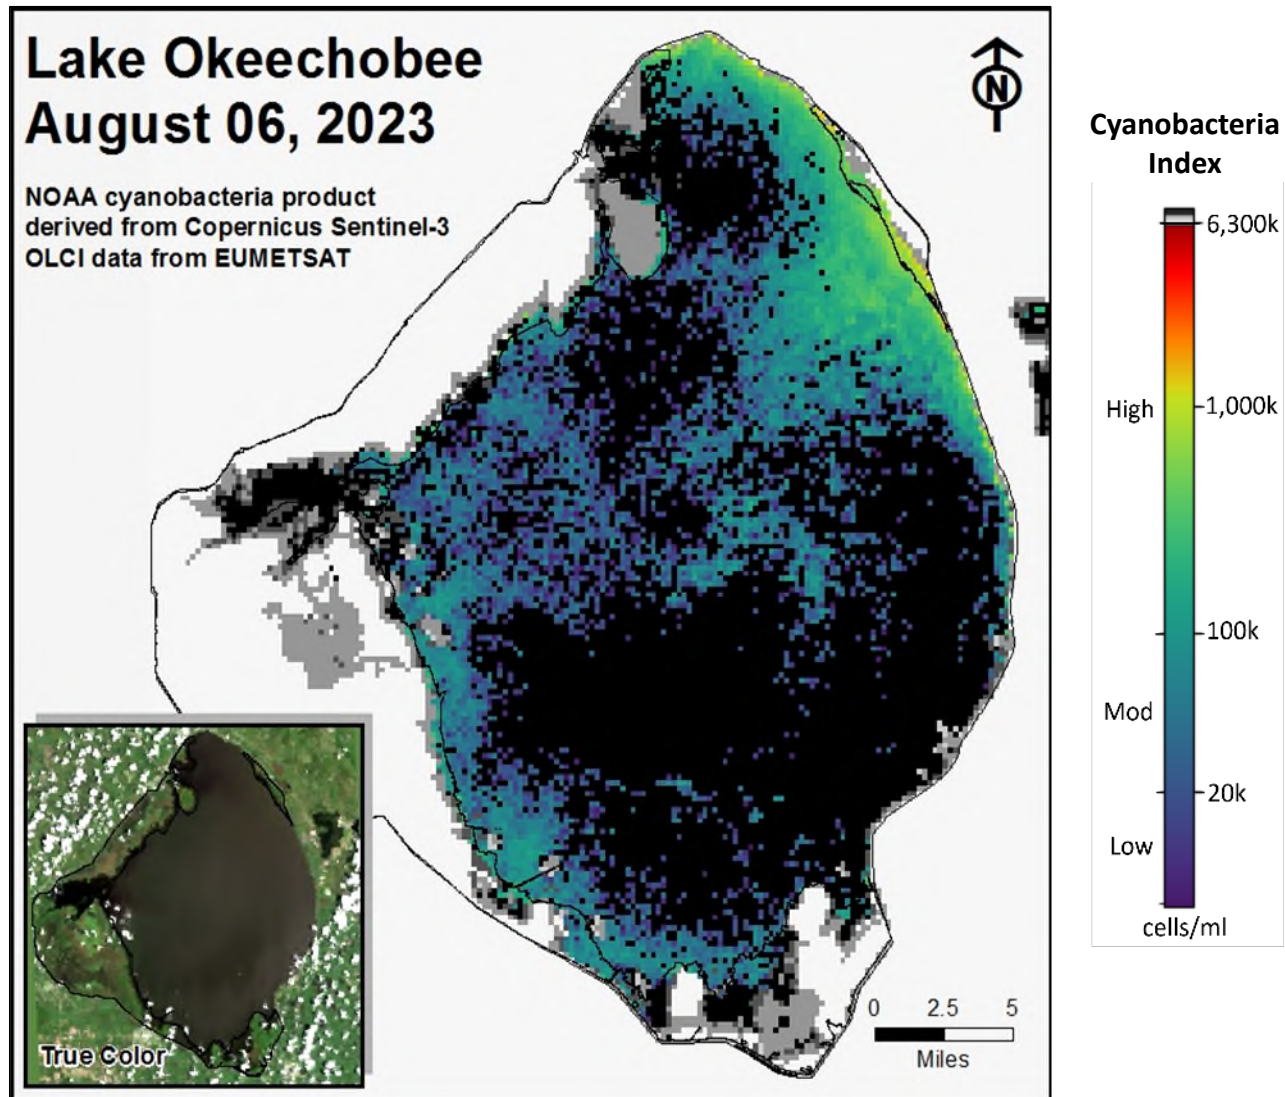 Lake Okeechobee
August 06, 2023
NOAA cyanobacteria product
derived from Copernicus Sentinel-3
OLCI data from EUMETSAT
N
Cyanobacteria
Index
6,300k
High
1,000k
100k
Mod
20k
Low
cells/ml
0 2.5 5
Miles
True Color